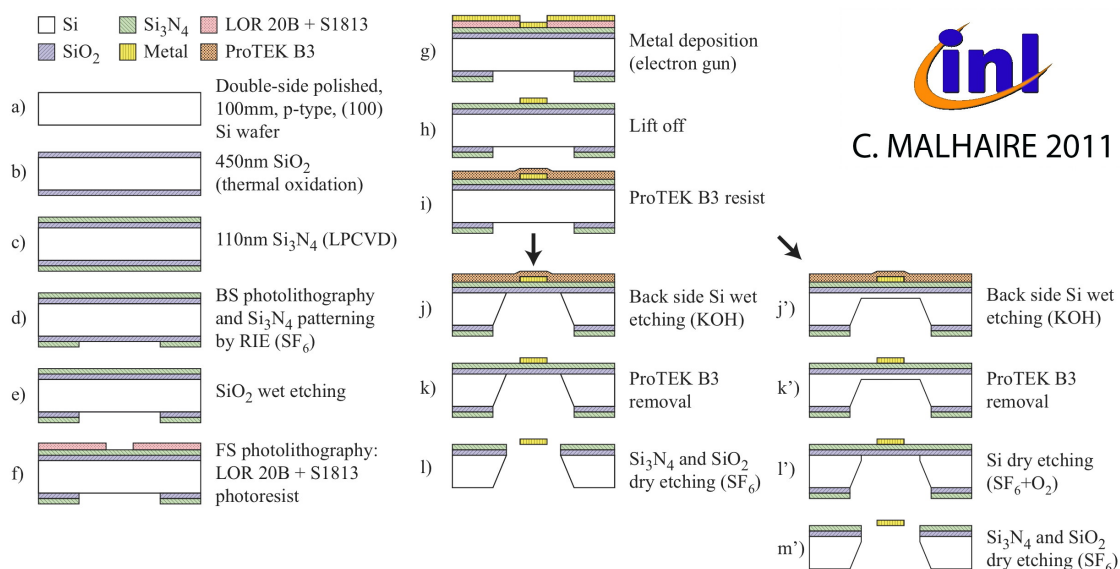 Si
Si3N4
LOR 20B + S1813
SiO2
Metal
ProTEK B3
a)
Double-side polished,
100mm, p-type, (100)
Si wafer
b)
450nm SiO2
(thermal oxidation)
c)
110nm Si3N4 (LPCVD)
d)
BS photolithography
and Si3N4 patterning
by RIE (SF6)
e)
SiO2 wet etching
f)
FS photolithography:
LOR 20B + S1813
photoresist
g)
Metal deposition
(electron gun)
h)
Lift off
i)
ProTEK B3 resist
j)
Back side Si wet
etching (KOH)
k)
ProTEK B3
removal
l)
Si3N4 and SiO2
dry etching (SF6)
inl
C. MALHAIRE 2011
j')
Back side Si wet
etching (KOH)
k')
ProTEK B3
removal
l')
Si dry etching
(SF6+O2)
m')
Si3N4 and SiO2
dry etching (SF6)